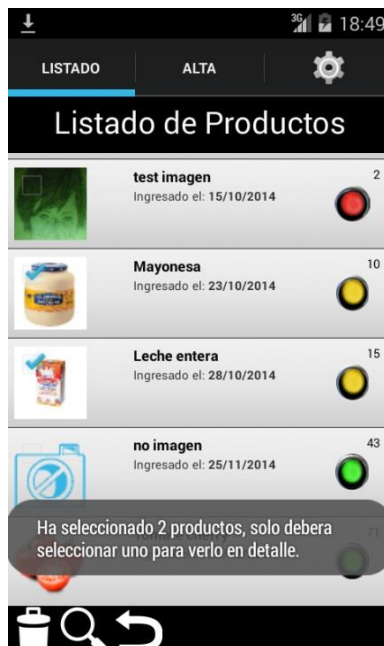 3G 18:49
LISTADO ALTA
Listado de Productos
test imagen 2
Ingresado el: 15/10/2014
Mayonesa 10
Ingresado el: 23/10/2014
Leche entera 15
Ingresado el: 28/10/2014
no imagen 43
Ingresado el: 25/11/2014
71
Ha seleccionado 2 productos, solo debera
seleccionar uno para verlo en detalle.